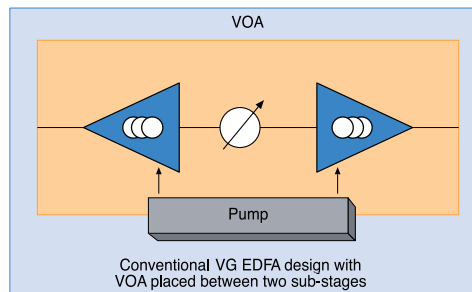 VOA
Pump
Conventional VG EDFA design with
VOA placed between two sub-stages